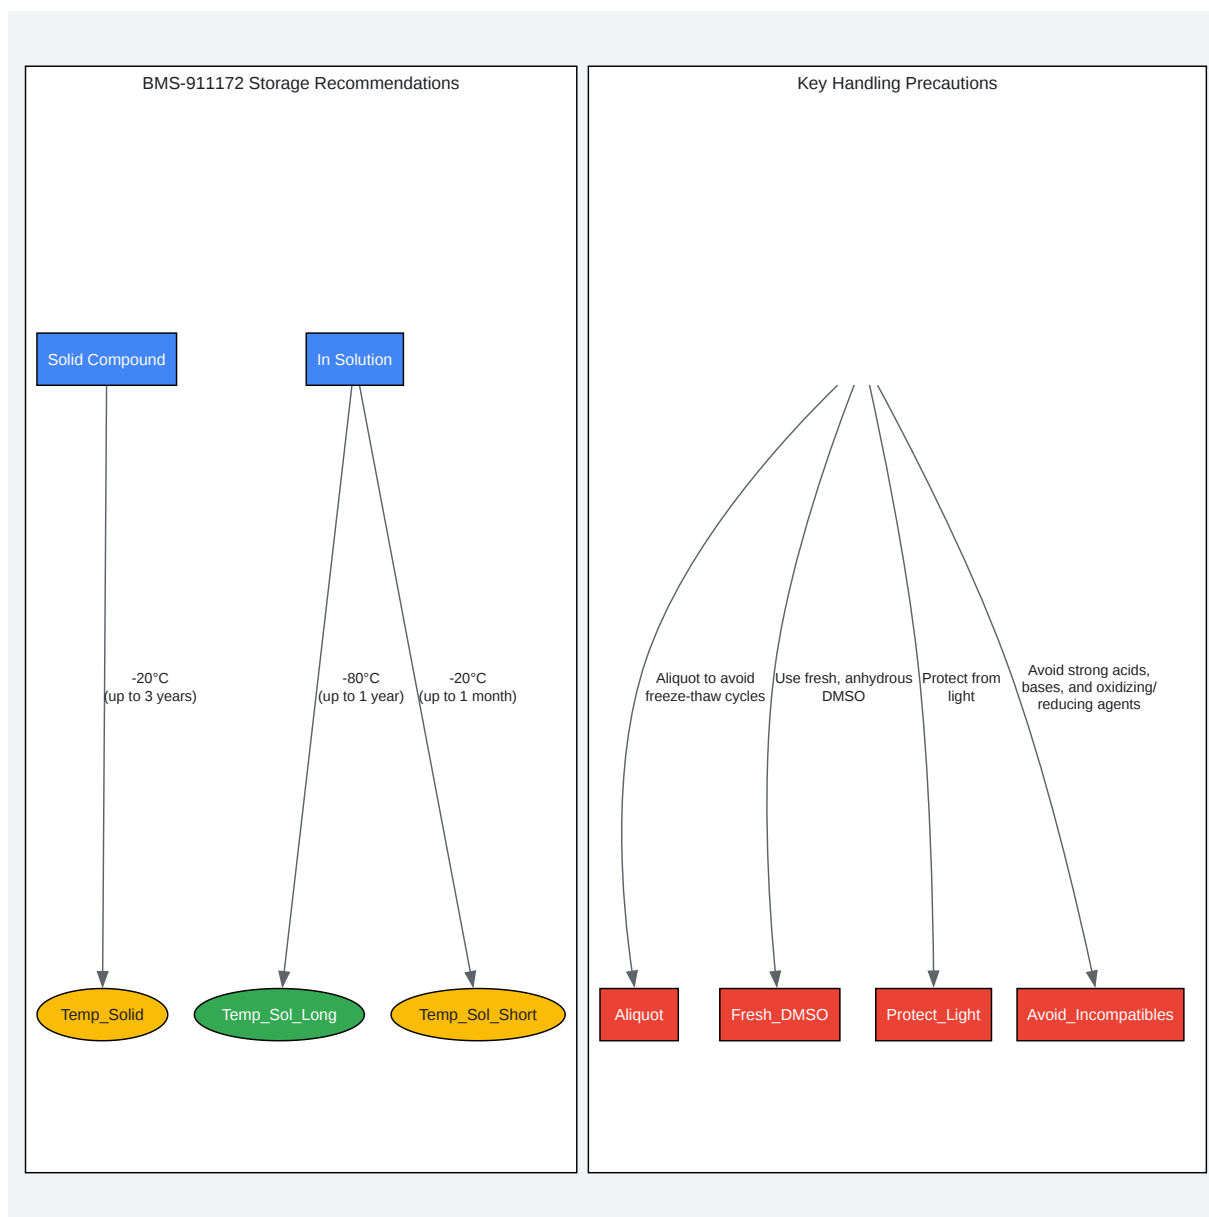 BMS-911172 Storage Recommendations
Solid Compound
In Solution
-20°C
(up to 3 years)
-80°C
(up to 1 year)
-20°C
(up to 1 month)
Temp_Solid
Temp_Sol_Long
Temp_Sol_Short
Key Handling Precautions
Aliquot to avoid
freeze-thaw cycles
Use fresh, anhydrous
DMSO
Protect from
light
Avoid strong acids,
bases, and oxidizing/
reducing agents
Aliquot
Fresh_DMSO
Protect_Light
Avoid_Incompatibles